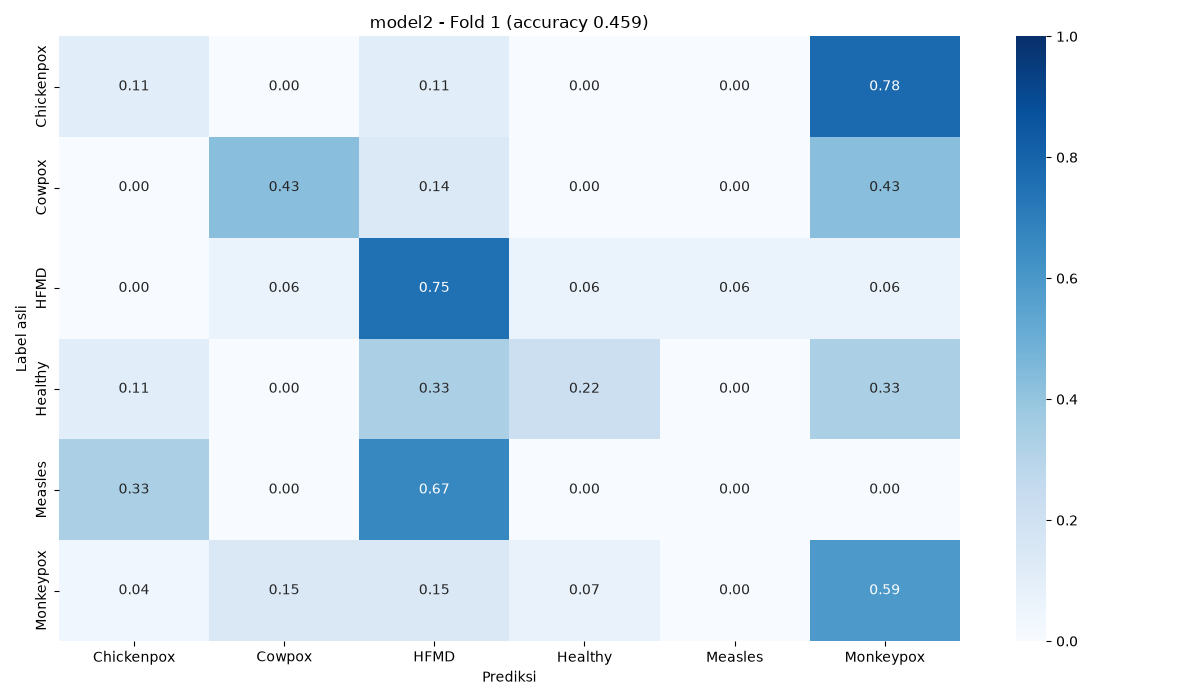 model2 - Fold 1 (accuracy 0.459)
Chickenpox 0.11 0.00 0.11 0.00 0.00 0.78
Cowpox 0.00 0.43 0.14 0.00 0.00 0.43
HFMD 0.00 0.06 0.75 0.06 0.06 0.06
Healthy 0.11 0.00 0.33 0.22 0.00 0.33
Measles 0.33 0.00 0.67 0.00 0.00 0.00
Monkeypox 0.04 0.15 0.15 0.07 0.00 0.59
Label asli
Chickenpox Cowpox HFMD Healthy Measles Monkeypox
Prediksi
1.0
0.8
0.6
0.4
0.2
0.0